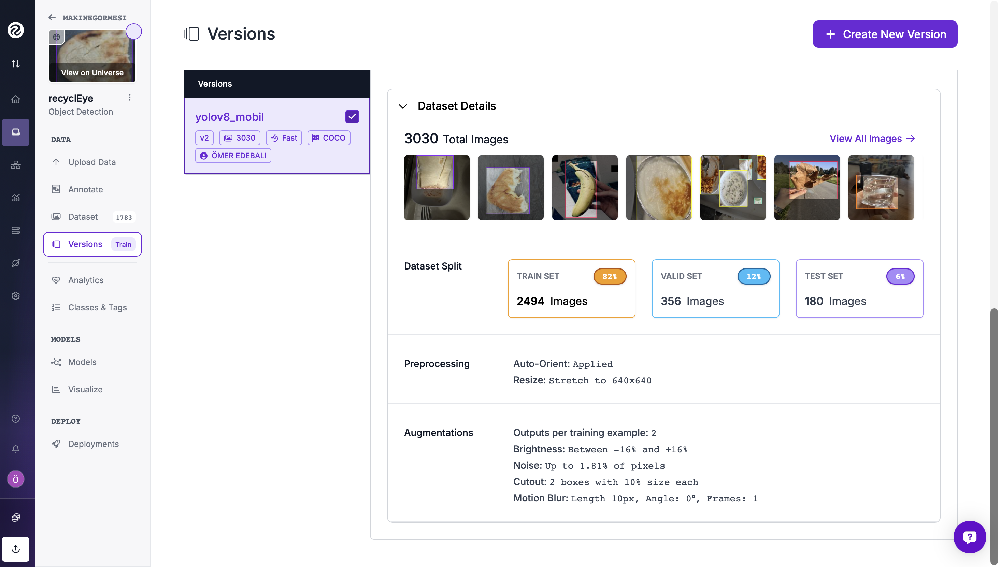 MAKINEGORMESI
View on Universe
recyclEye
Object Detection
DATA
Upload Data
Annotate
Dataset 1783
Versions Train
Analytics
Classes & Tags
MODELS
Models
Visualize
DEPLOY
Deployments
Ö
Versions
+ Create New Version
Versions
yolov8_mobil
v2 3030 Fast COCO
ÖMER EDEBALI
Dataset Details
3030 Total Images
View All Images →
Dataset Split
TRAIN SET 82%
2494 Images
VALID SET 12%
356 Images
TEST SET 6%
180 Images
Preprocessing
Auto-Orient: Applied
Resize: Stretch to 640x640
Augmentations
Outputs per training example: 2
Brightness: Between -16% and +16%
Noise: Up to 1.81% of pixels
Cutout: 2 boxes with 10% size each
Motion Blur: Length 10px, Angle: 0°, Frames: 1